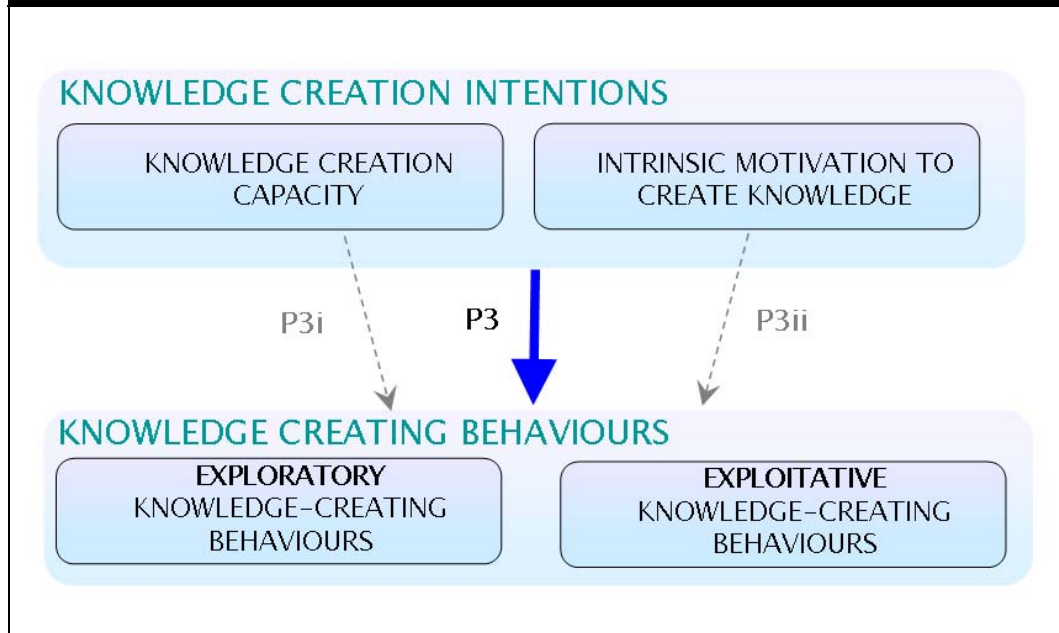 KNOWLEDGE CREATION INTENTIONS
KNOWLEDGE CREATION
CAPACITY
INTRINSIC MOTIVATION TO
CREATE KNOWLEDGE
P3i
P3
P3ii
KNOWLEDGE CREATING BEHAVIOURS
EXPLORATORY
KNOWLEDGE-CREATING
BEHAVIOURS
EXPLOITATIVE
KNOWLEDGE-CREATING
BEHAVIOURS